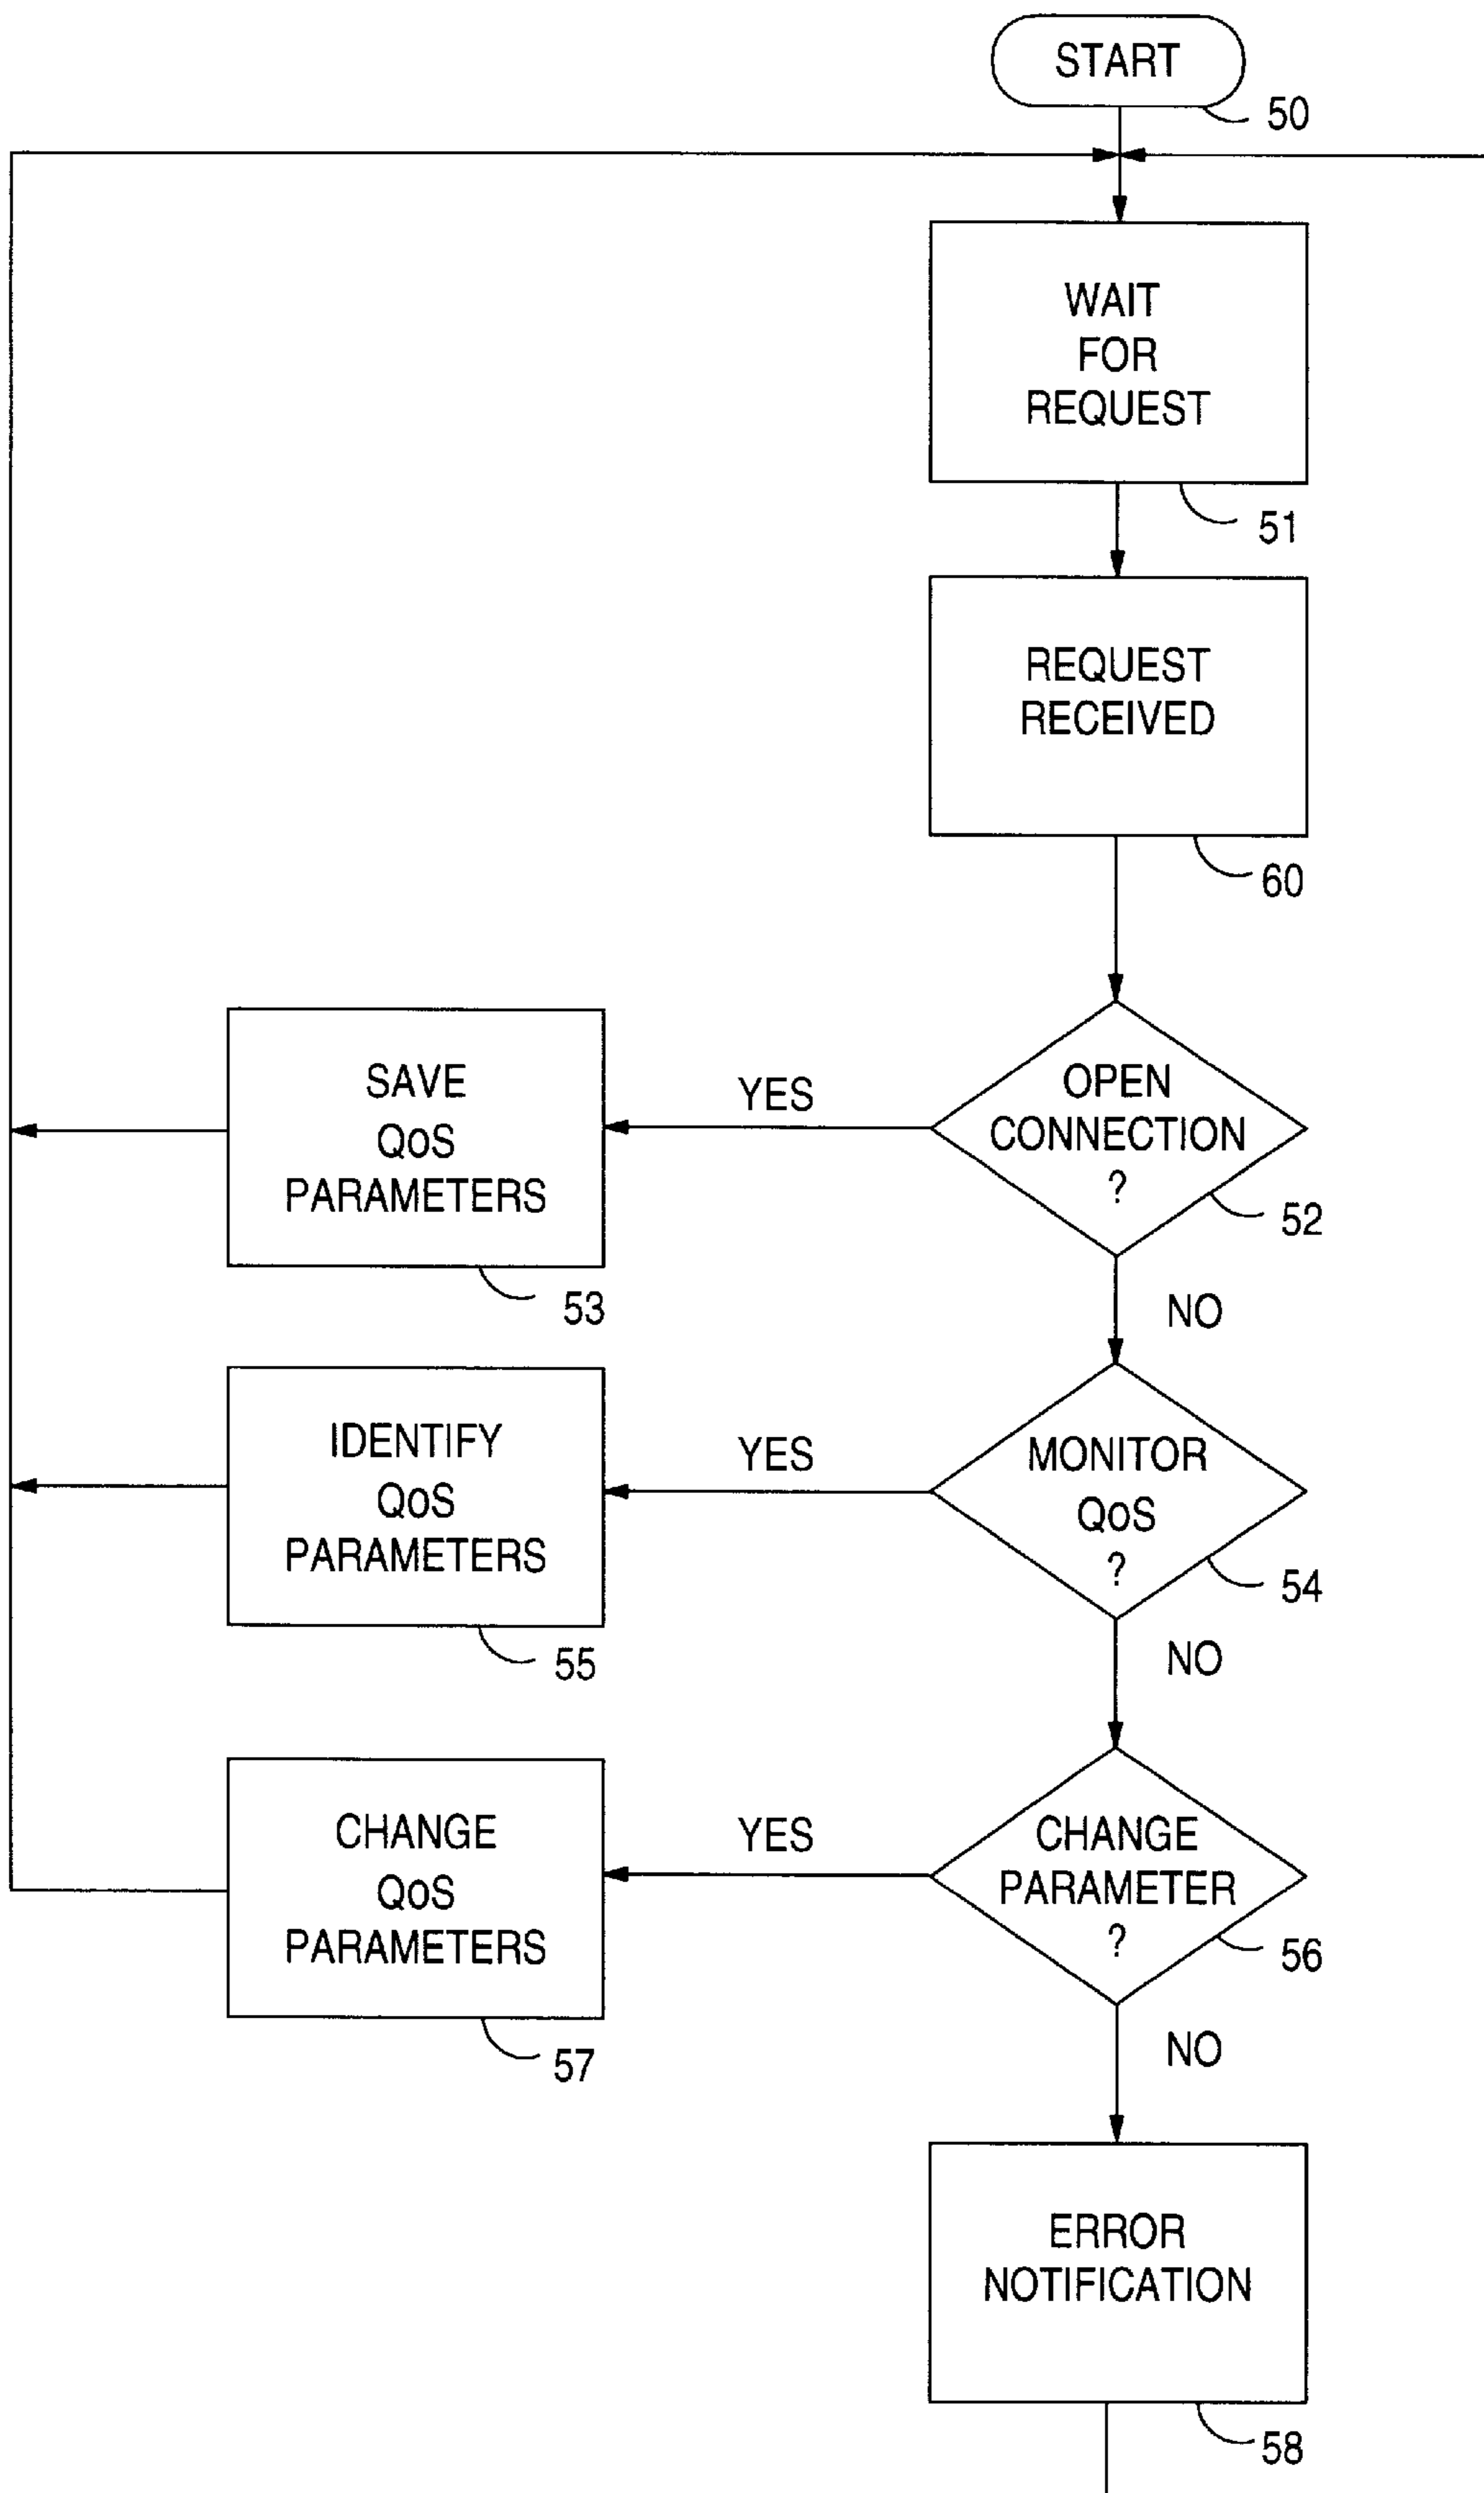 START
50
WAIT
FOR
REQUEST
51
REQUEST
RECEIVED
60
OPEN
CONNECTION
?
52
YES
SAVE
QoS
PARAMETERS
53
NO
MONITOR
QoS
?
54
YES
IDENTIFY
QoS
PARAMETERS
55
NO
CHANGE
PARAMETER
?
56
YES
CHANGE
QoS
PARAMETERS
57
NO
ERROR
NOTIFICATION
58